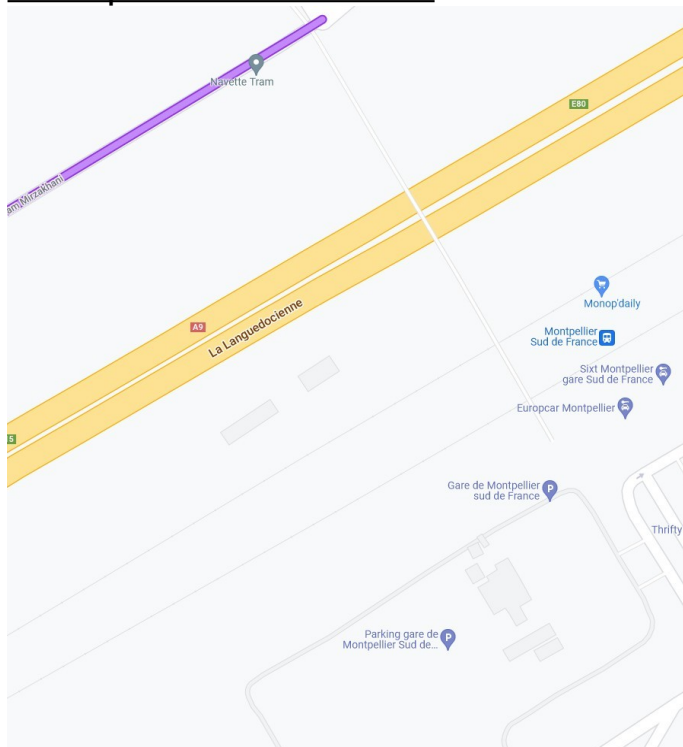 Navette Tram
E80
am Mirzakhani
Monop'daily
A9
La Languedocienne
Montpellier
Sud de France
Sixt Montpellier
gare Sud de France
Europcar Montpellier
5
Gare de Montpellier
sud de France
P
Thrifty
Parking gare de
Montpellier Sud de...
P